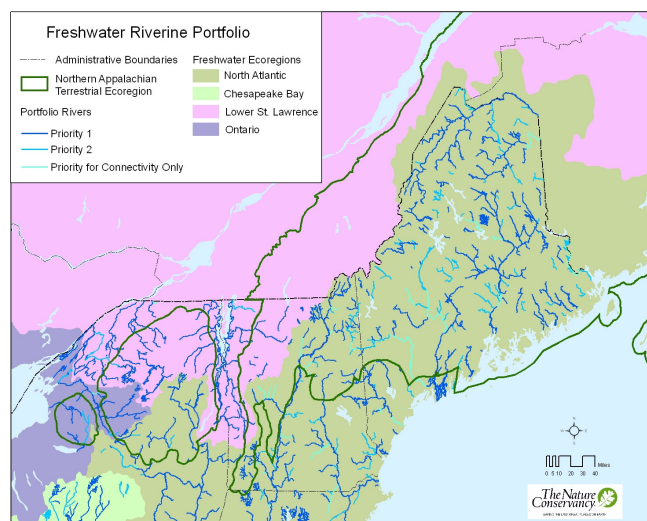 Freshwater Riverine Portfolio
Administrative Boundaries
Northern Appalachian
Terrestrial Ecoregion
Portfolio Rivers
Priority 1
Priority 2
Priority for Connectivity Only
Freshwater Ecoregions
North Atlantic
Chesapeake Bay
Lower St. Lawrence
Ontario
Miles
0 5 10 20 30 40
The Nature
Conservancy